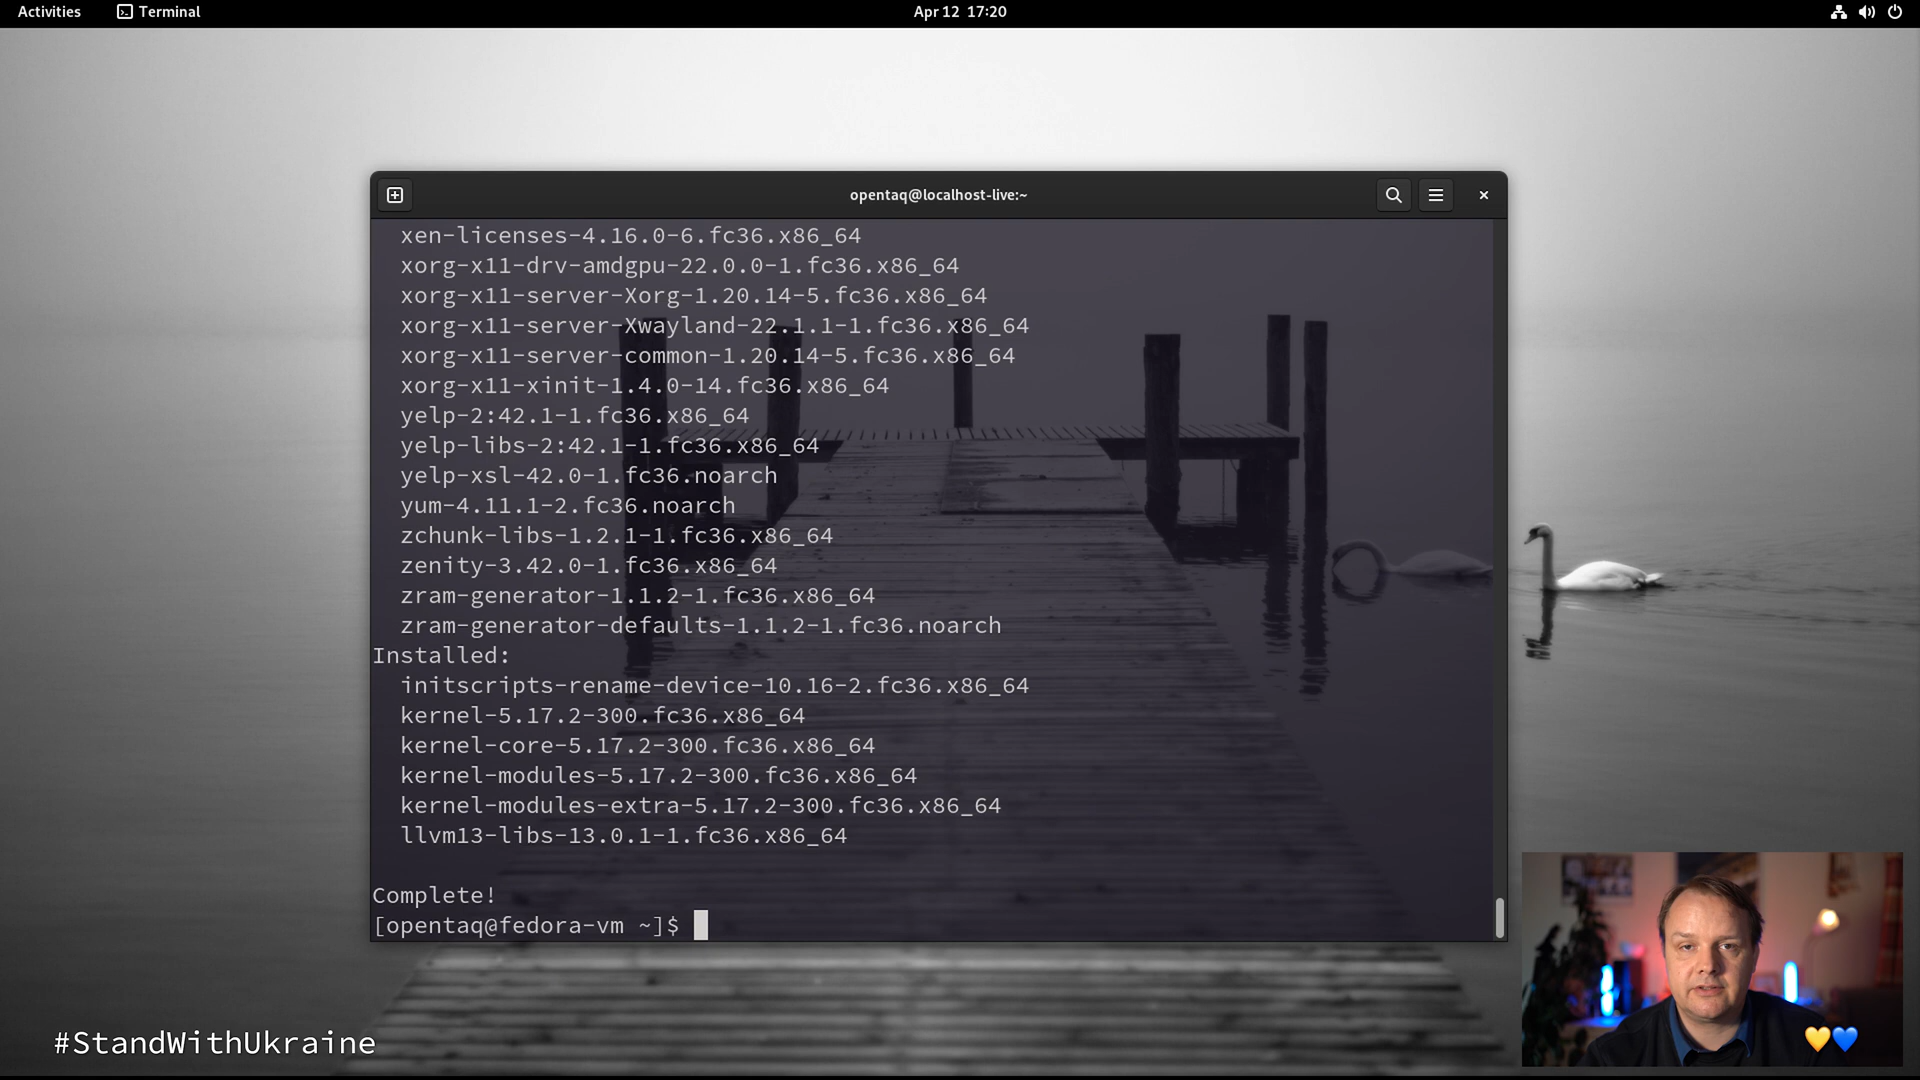 Activities Terminal Apr 12 17:20
opentaq@localhost-live:~
xen-licenses-4.16.0-6.fc36.x86_64
xorg-x11-drv-amdgpu-22.0.0-1.fc36.x86_64
xorg-x11-server-Xorg-1.20.14-5.fc36.x86_64
xorg-x11-server-Xwayland-22.1.1-1.fc36.x86_64
xorg-x11-server-common-1.20.14-5.fc36.x86_64
xorg-x11-xinit-1.4.0-14.fc36.x86_64
yelp-2:42.1-1.fc36.x86_64
yelp-libs-2:42.1-1.fc36.x86_64
yelp-xsl-42.0-1.fc36.noarch
yum-4.11.1-2.fc36.noarch
zchunk-libs-1.2.1-1.fc36.x86_64
zenity-3.42.0-1.fc36.x86_64
zram-generator-1.1.2-1.fc36.x86_64
zram-generator-defaults-1.1.2-1.fc36.noarch
Installed:
initscripts-rename-device-10.16-2.fc36.x86_64
kernel-5.17.2-300.fc36.x86_64
kernel-core-5.17.2-300.fc36.x86_64
kernel-modules-5.17.2-300.fc36.x86_64
kernel-modules-extra-5.17.2-300.fc36.x86_64
llvm13-libs-13.0.1-1.fc36.x86_64
Complete!
[opentaq@fedora-vm ~]$
#StandWithUkraine